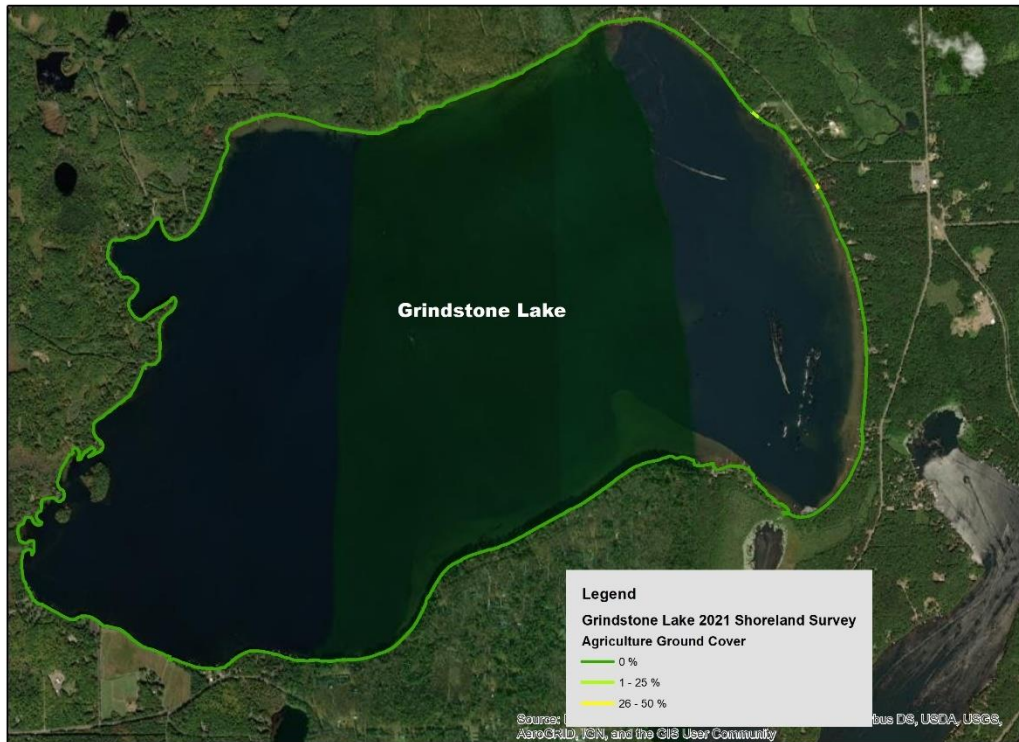 Grindstone Lake
Legend
Grindstone Lake 2021 Shoreland Survey
Agriculture Ground Cover
0 %
1 - 25 %
26 - 50 %
Source: bus DS, USDA, USGS,
AeroGRID, IGN, and the GIS User Community